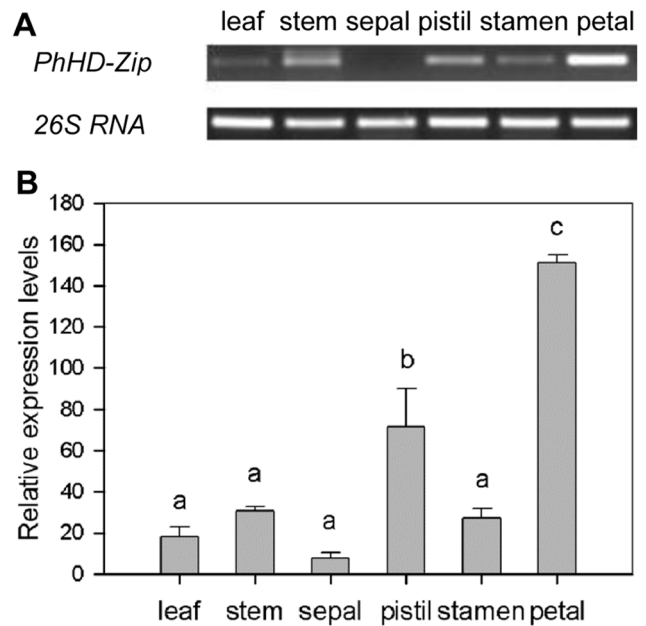 A
leaf stem sepal pistil stamen petal
PhHD-Zip
26S RNA
B
180
160
140
120
100
80
60
40
20
0
Relative expression levels
a
a
a
b
a
c
leaf stem sepal pistil stamen petal